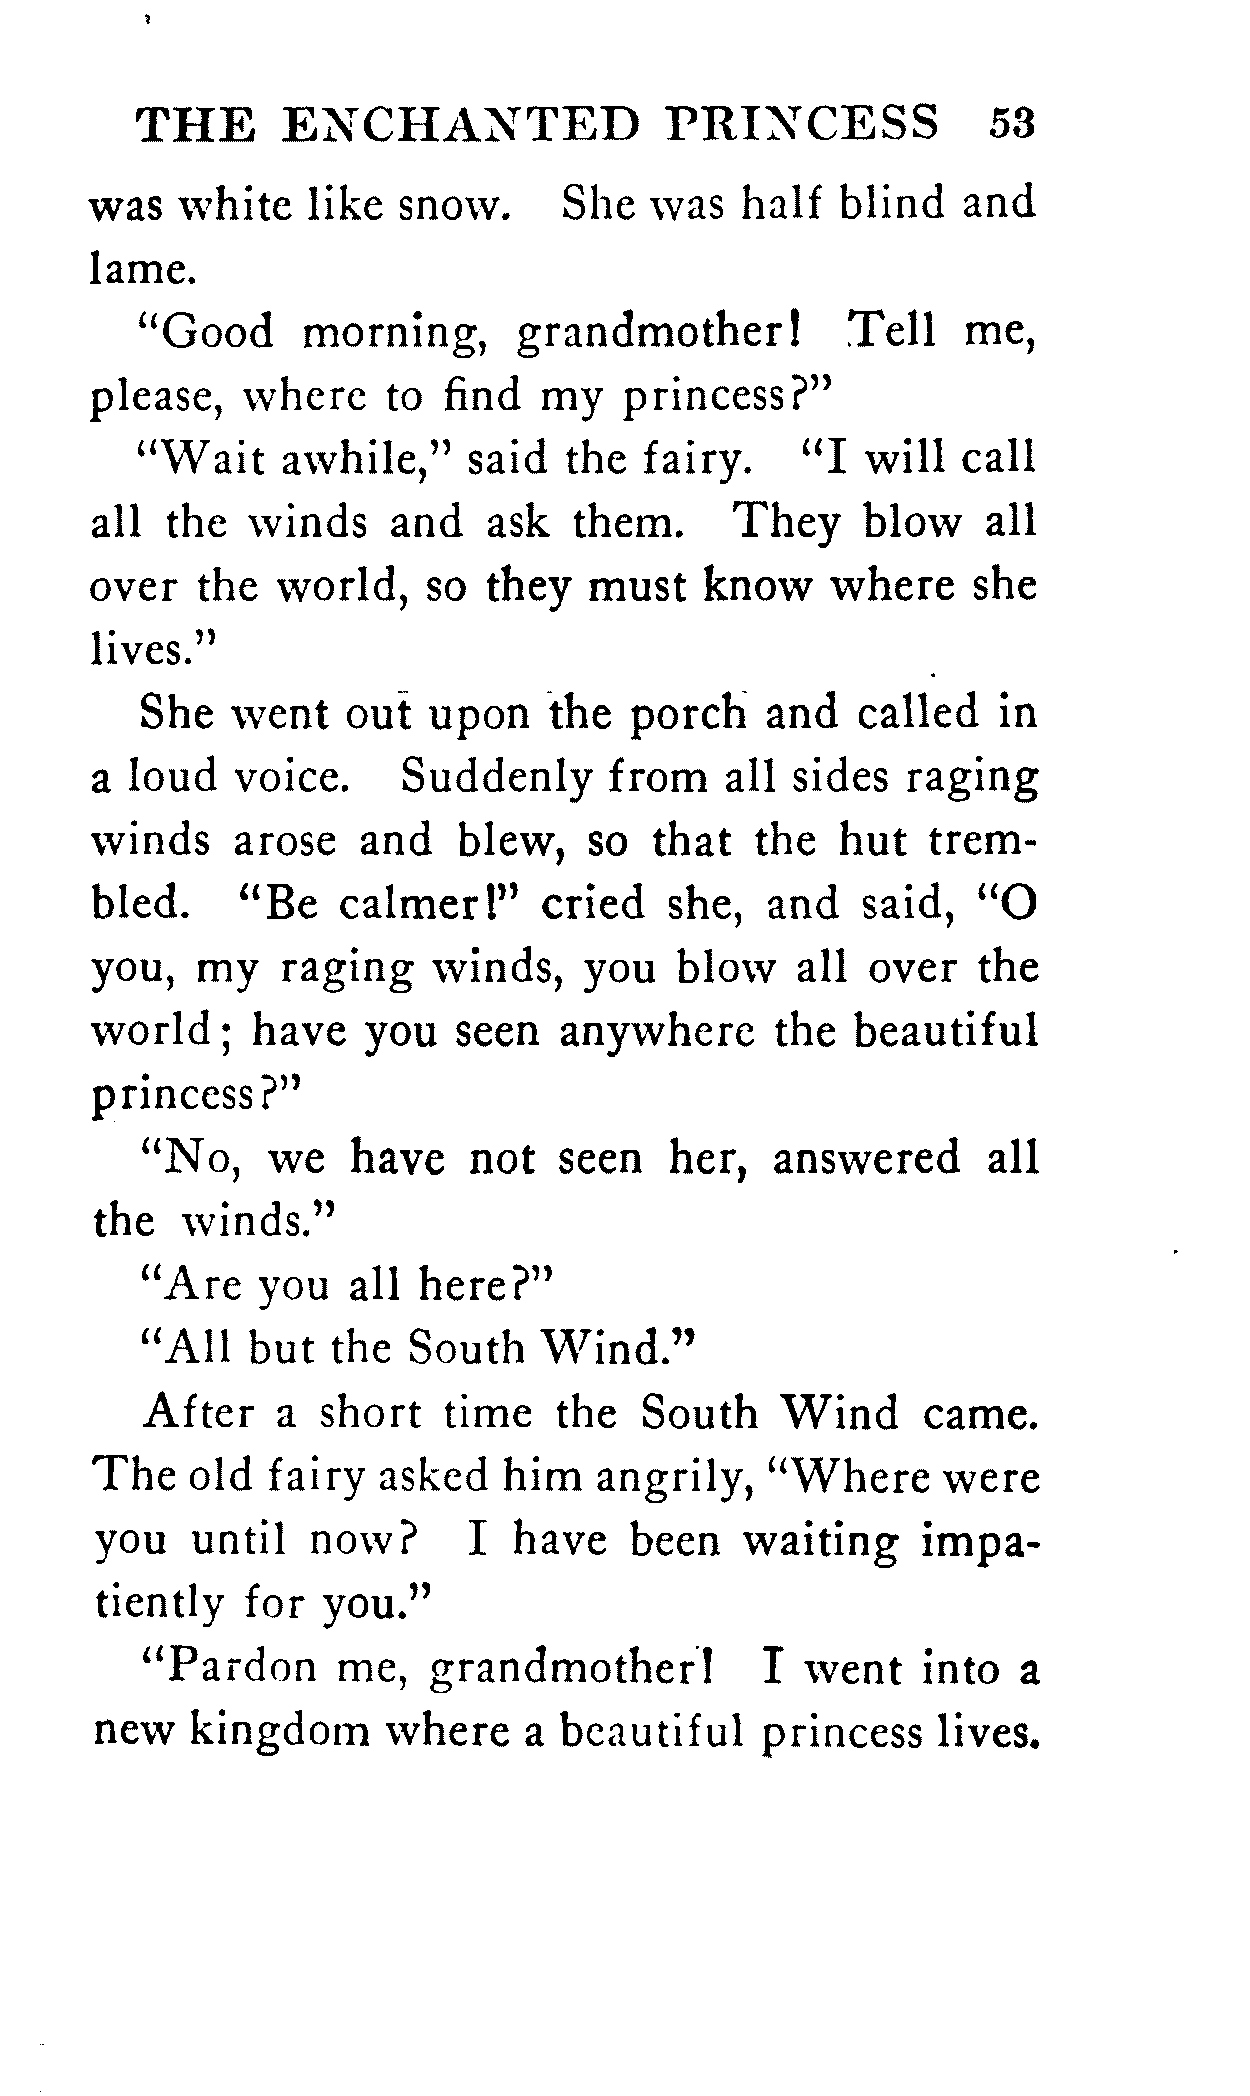 THE ENCHANTED PRINCESS 53
was white like snow. She was half blind and
lame.
“Good morning, grandmother! Tell me,
please, where to find my princess?”
“Wait awhile,” said the fairy. “I will call
all the winds and ask them. They blow all
over the world, so they must know where she
lives.”
She went out upon the porch and called in
a loud voice. Suddenly from all sides raging
winds arose and blew, so that the hut trem-
bled. “Be calmer!” cried she, and said, “O
you, my raging winds, you blow all over the
world; have you seen anywhere the beautiful
princess?”
“No, we have not seen her, answered all
the winds.”
“Are you all here?”
“All but the South Wind.”
After a short time the South Wind came.
The old fairy asked him angrily, “Where were
you until now? I have been waiting impa-
tiently for you.”
“Pardon me, grandmother! I went into a
new kingdom where a beautiful princess lives.